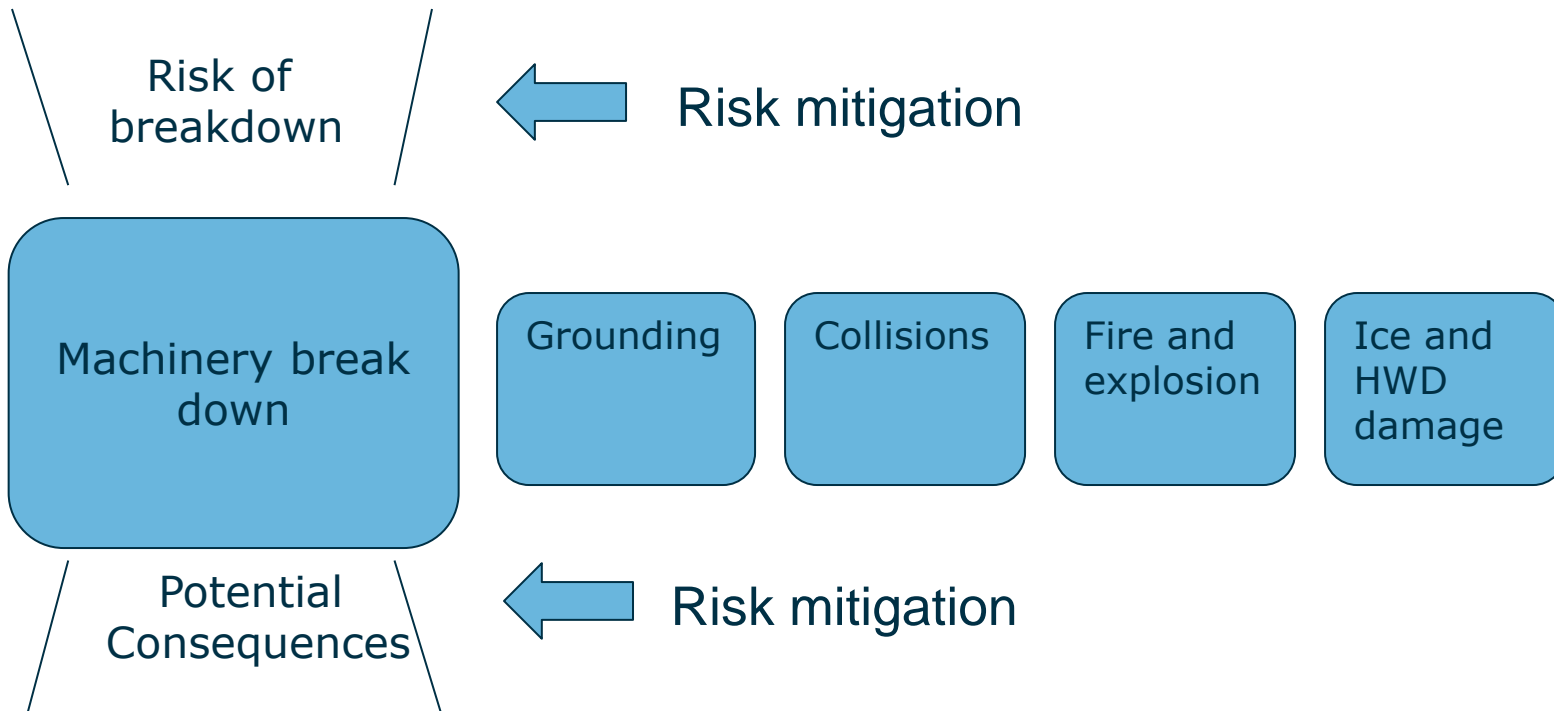 Risk of
breakdown
Risk mitigation
Machinery break
down
Grounding
Collisions
Fire and
explosion
Ice and
HWD
damage
Potential
Consequences
Risk mitigation